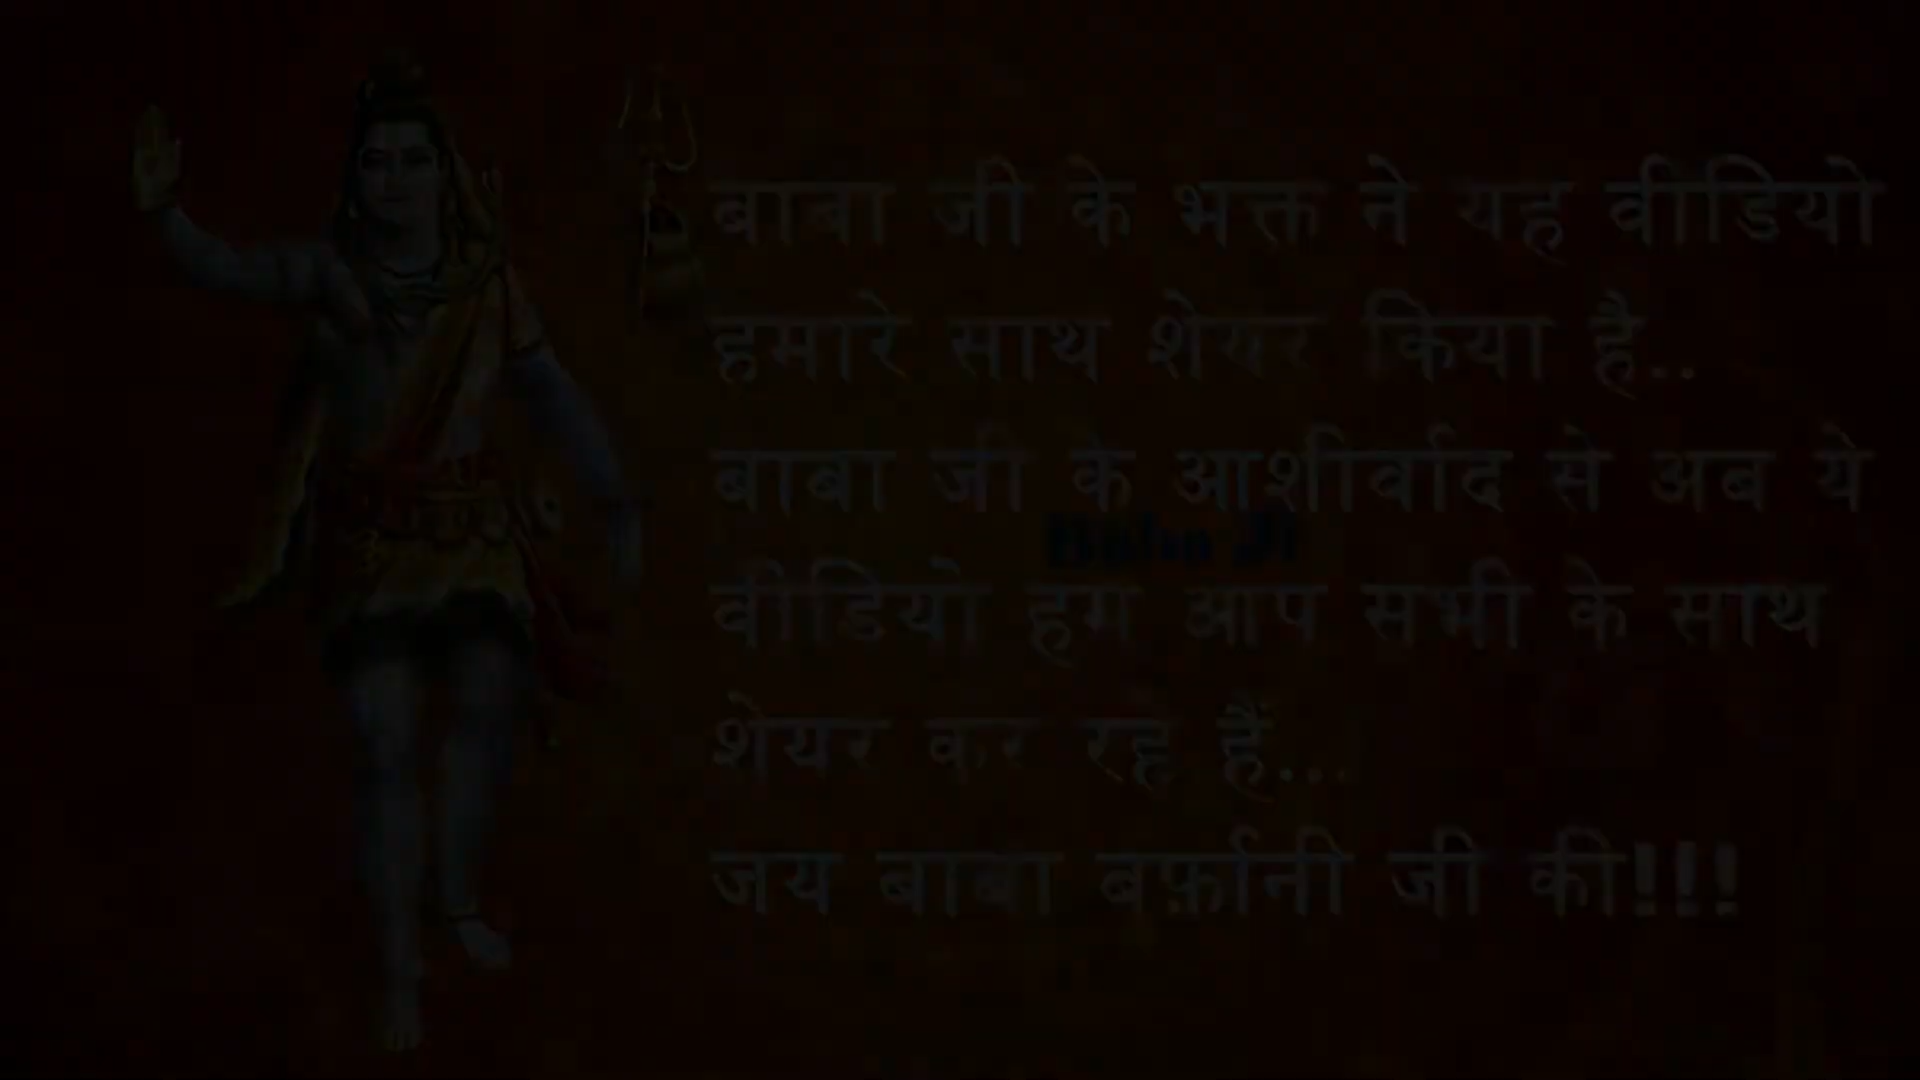 बाबा जी के भक्त ने यह वीडियो
हमारे साथ शेयर किया है..
बाबा जी के आशीर्वाद से अब ये
वीडियो हम आप सभी के साथ
शेयर कर रहे हैं...
जय बाबा बर्फ़ानी जी की!!!